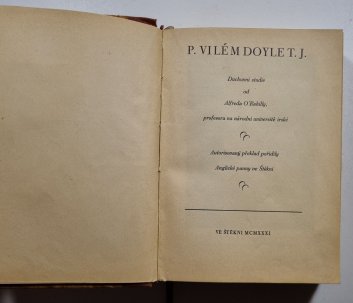 P. VILÉM DOYLE T. J.
Duchovní studie
od
Alfreda O'Rahilly,
profesora na národní universitě irské
Autorisovaný překlad pořídily
Anglické panny ve Štěkni
VE ŠTĚKNI MCMXXXI